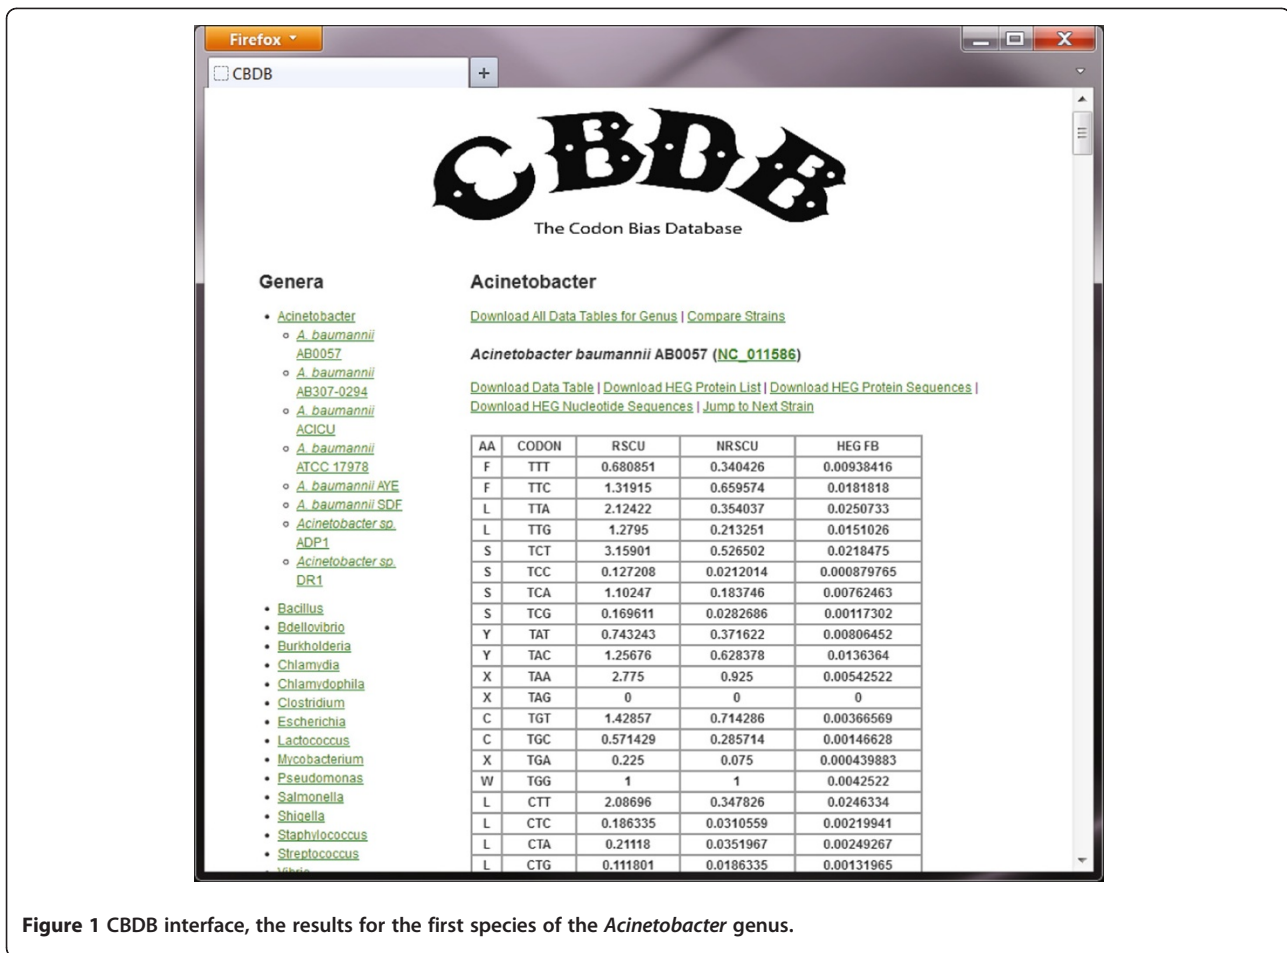 Firefox
CBDB
+
X
CBDB
The Codon Bias Database
Genera
Acinetobacter
A. baumannii
AB0057
A. baumannii
AB307-0294
A. baumannii
ACICU
A. baumannii
ATCC 17978
A. baumannii AYE
A. baumannii SDF
Acinetobacter sp.
ADP1
Acinetobacter sp.
DR1
Bacillus
Bdellovibrio
Burkholderia
Chlamydia
Chlamydophila
Clostridium
Escherichia
Lactococcus
Mycobacterium
Pseudomonas
Salmonella
Shigella
Staphylococcus
Streptococcus
Vibrio
Acinetobacter
Download All Data Tables for Genus | Compare Strains
Acinetobacter baumannii AB0057 (NC_011586)
Download Data Table | Download HEG Protein List | Download HEG Protein Sequences |
Download HEG Nucleotide Sequences | Jump to Next Strain
AA CODON RSCU NRSCU HEG FB
F TTT 0.680851 0.340426 0.00938416
F TTC 1.31915 0.659574 0.0181818
L TTA 2.12422 0.354037 0.0250733
L TTG 1.2795 0.213251 0.0151026
S TCT 3.15901 0.526502 0.0218475
S TCC 0.127208 0.0212014 0.000879765
S TCA 1.10247 0.183746 0.00762463
S TCG 0.169611 0.0282686 0.00117302
Y TAT 0.743243 0.371622 0.00806452
Y TAC 1.25676 0.628378 0.0136364
X TAA 2.775 0.925 0.00542522
X TAG 0 0 0
C TGT 1.42857 0.714286 0.00366569
C TGC 0.571429 0.285714 0.00146628
X TGA 0.225 0.075 0.000439883
W TGG 1 1 0.0042522
L CTT 2.08696 0.347826 0.0246334
L CTC 0.186335 0.0310559 0.00219941
L CTA 0.21118 0.0351967 0.00249267
L CTG 0.111801 0.0186335 0.00131965
Figure 1 CBDB interface, the results for the first species of the Acinetobacter genus.